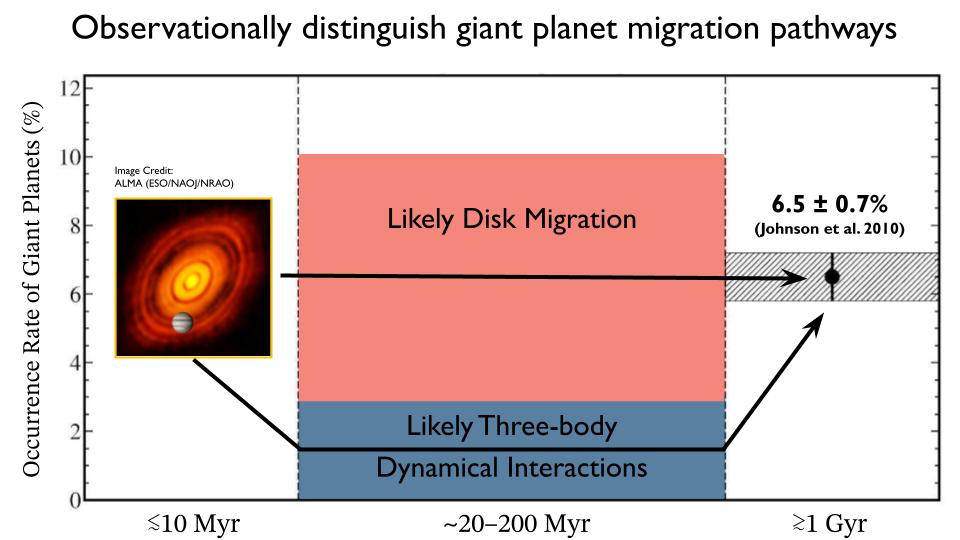 Observationally distinguish giant planet migration pathways
Occurrence Rate of Giant Planets (%)
12
10
8
6
4
2
0
Image Credit:
ALMA (ESO/NAOJ/NRAO)
Likely Disk Migration
6.5 ± 0.7%
(Johnson et al. 2010)
Likely Three-body
Dynamical Interactions
≲10 Myr
~20–200 Myr
≳1 Gyr